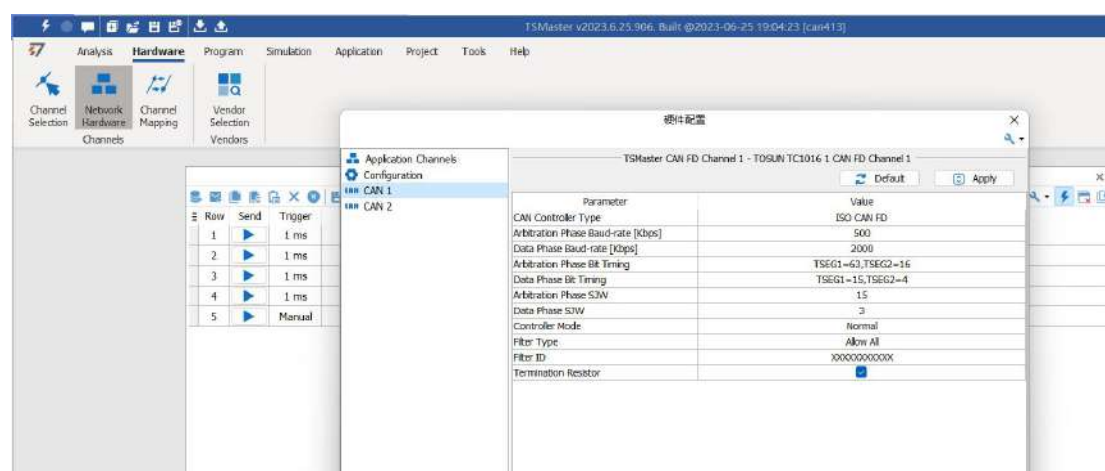 TSMaster v2023.6.25.906. Built @2023-06-25 19:04:23 [can413]
Analysis Hardware Program Simulation Application Project Tools Help
Channel Selection
Network Hardware
Channel Mapping
Vendor Selection
Channels
Vendors
硬件配置
Application Channels
Configuration
CAN 1
CAN 2
TSMaster CAN FD Channel 1 - TOSUN TC1016 1 CAN FD Channel 1
Default Apply
Parameter Value
CAN Controller Type ISO CAN FD
Arbitration Phase Baud-rate [Kbps] 500
Data Phase Baud-rate [Kbps] 2000
Arbitration Phase Bit Timing TSEG1=63,TSEG2=16
Data Phase Bit Timing TSEG1=15,TSEG2=4
Arbitration Phase SJW 15
Data Phase SJW 3
Controller Mode Normal
Filter Type Allow All
Filter ID XXXXXXXXXXX
Termination Resistor
Row Send Trigger
1 1 ms
2 1 ms
3 1 ms
4 1 ms
5 Manual